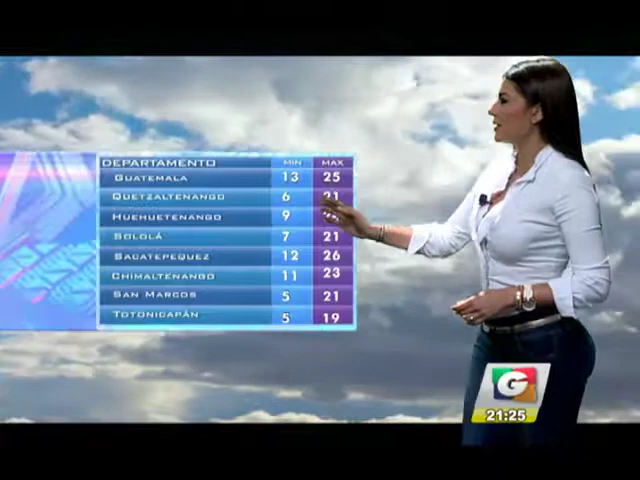 DEPARTAMENTO MIN MAX
GUATEMALA 13 25
QUETZALTENANGO 6 21
HUEHUETENANGO 9
SOLOLÁ 7 21
SACATEPEQUEZ 12 26
CHIMALTENANGO 11 23
SAN MARCOS 5 21
TOTONICAPÁN 5 19
G
21:25